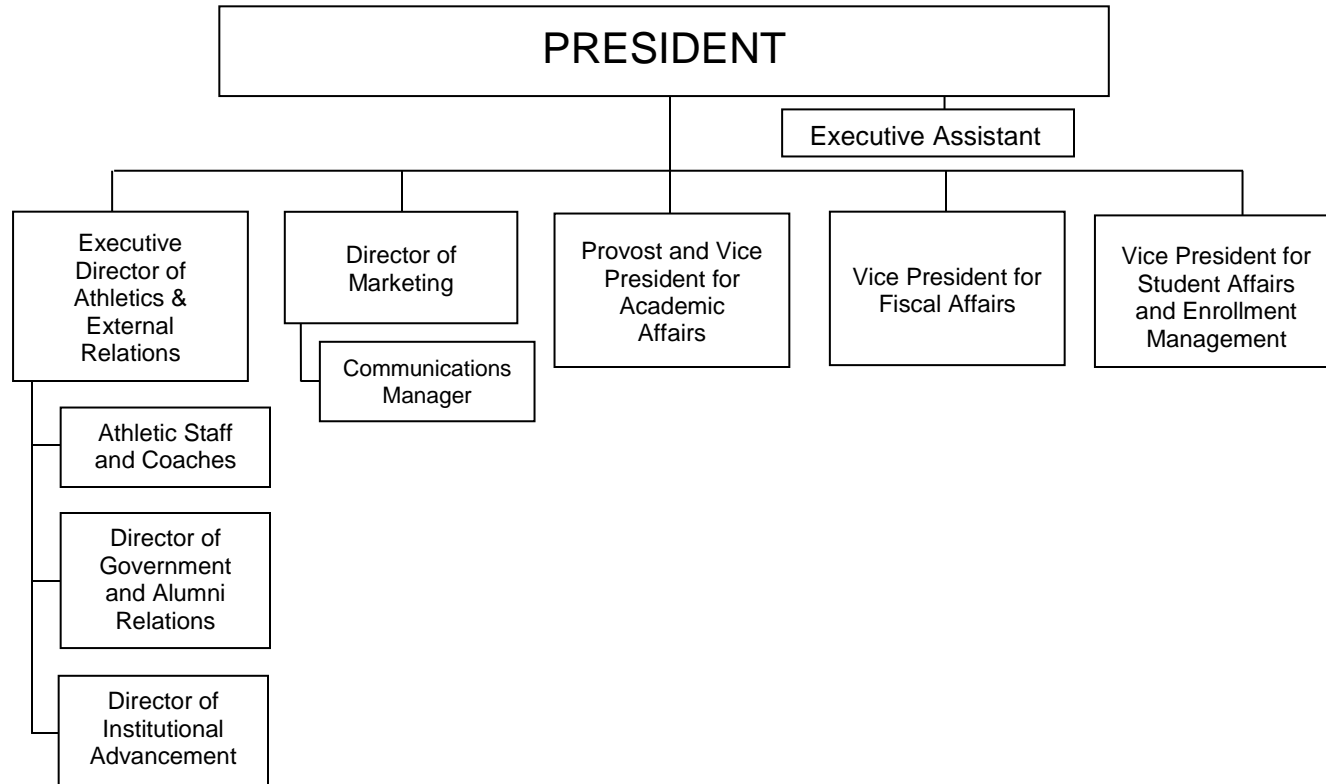 PRESIDENT
Executive Assistant
Executive
Director of
Athletics &
External
Relations
Director of
Marketing
Provost and Vice
President for
Academic
Affairs
Vice President for
Fiscal Affairs
Vice President for
Student Affairs
and Enrollment
Management
Communications
Manager
Athletic Staff
and Coaches
Director of
Government
and Alumni
Relations
Director of
Institutional
Advancement